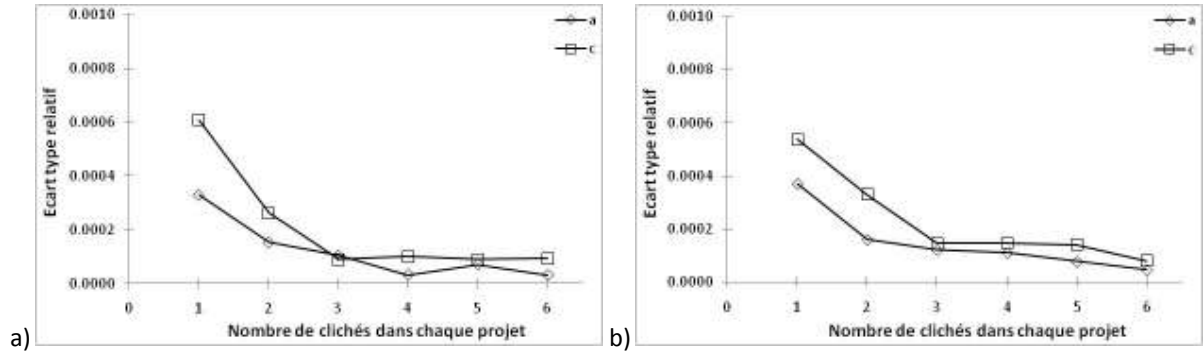 a)
0.0010
0.0008
0.0006
0.0004
0.0002
0.0000
0 1 2 3 4 5 6
Ecart type relatif
Nombre de clichés dans chaque projet
a
c
b)
0.0010
0.0008
0.0006
0.0004
0.0002
0.0000
0 1 2 3 4 5 6
Ecart type relatif
Nombre de clichés dans chaque projet
a
c